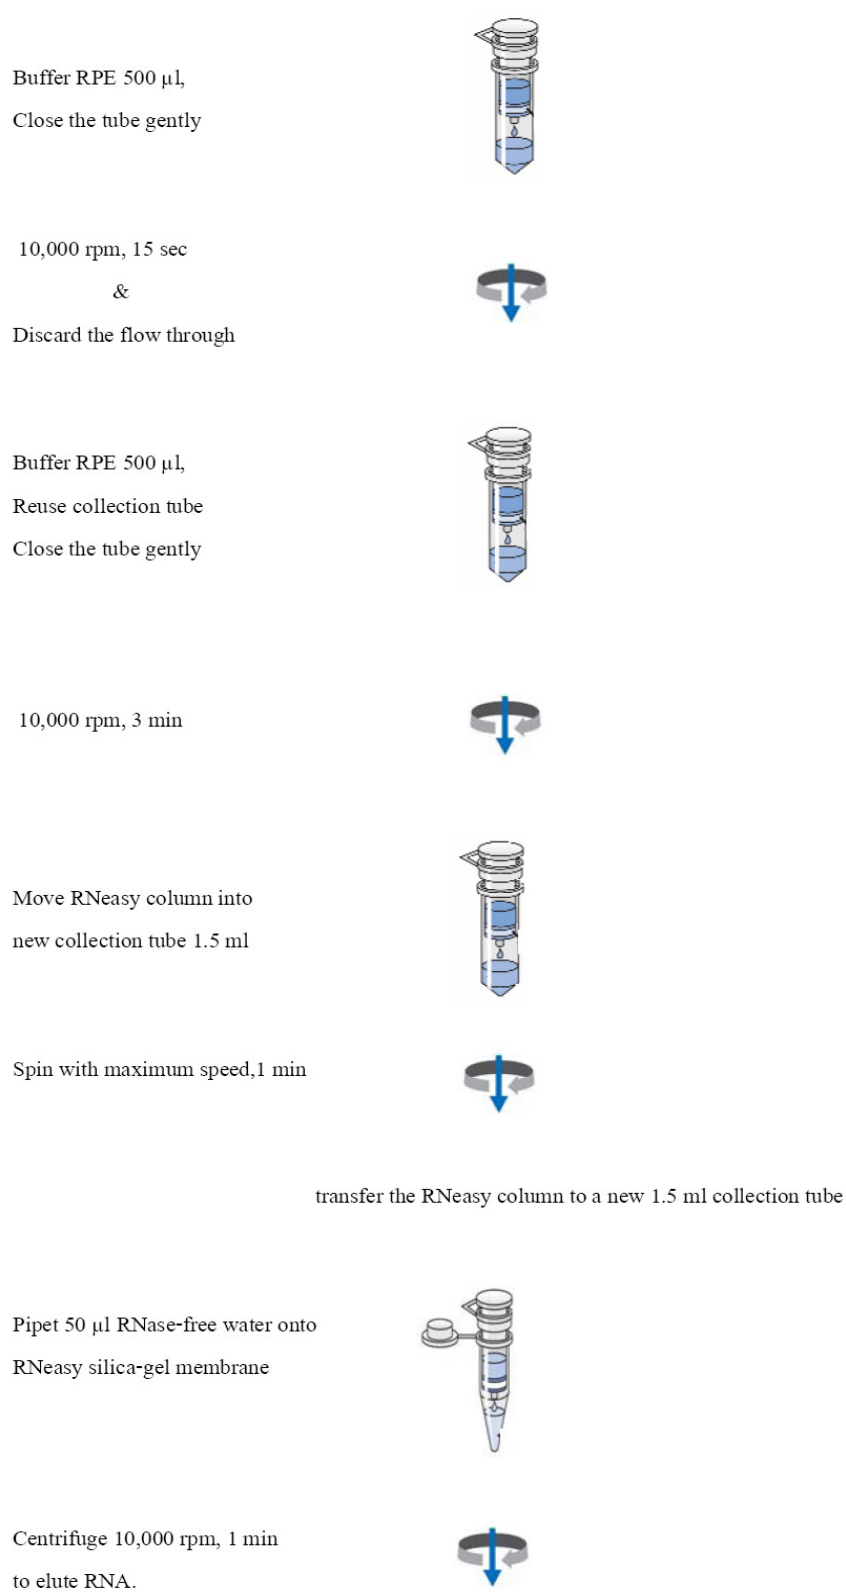 Buffer RPE 500 µl,
Close the tube gently
10,000 rpm, 15 sec
&
Discard the flow through
Buffer RPE 500 µl,
Reuse collection tube
Close the tube gently
10,000 rpm, 3 min
Move RNeasy column into
new collection tube 1.5 ml
Spin with maximum speed,1 min
transfer the RNeasy column to a new 1.5 ml collection tube
Pipet 50 µl RNase-free water onto
RNeasy silica-gel membrane
Centrifuge 10,000 rpm, 1 min
to elute RNA.